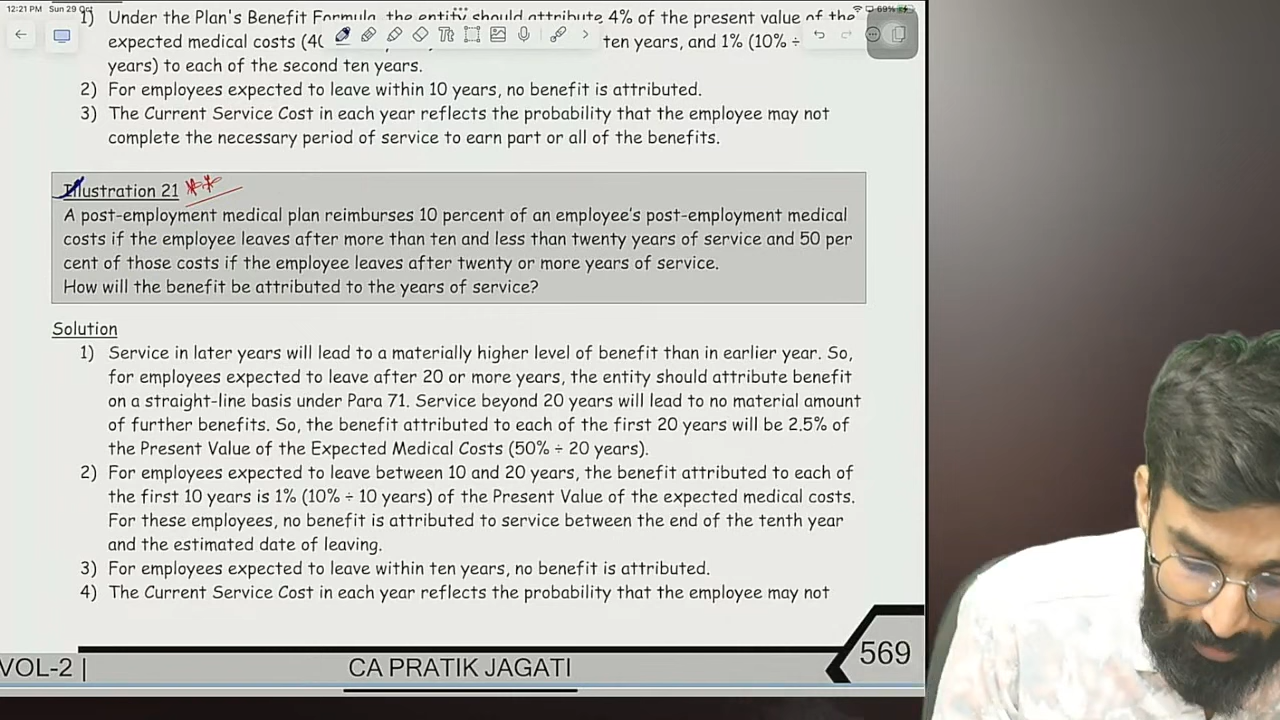 12:21 PM Sun 29 Oct
69%
1) Under the Plan's Benefit Formula, the entity should attribute 4% of the present value of the
expected medical costs (40 ten years, and 1% (10% ÷
years) to each of the second ten years.
2) For employees expected to leave within 10 years, no benefit is attributed.
3) The Current Service Cost in each year reflects the probability that the employee may not
complete the necessary period of service to earn part or all of the benefits.
Illustration 21
A post-employment medical plan reimburses 10 percent of an employee's post-employment medical
costs if the employee leaves after more than ten and less than twenty years of service and 50 per
cent of those costs if the employee leaves after twenty or more years of service.
How will the benefit be attributed to the years of service?
Solution
1) Service in later years will lead to a materially higher level of benefit than in earlier year. So,
for employees expected to leave after 20 or more years, the entity should attribute benefit
on a straight-line basis under Para 71. Service beyond 20 years will lead to no material amount
of further benefits. So, the benefit attributed to each of the first 20 years will be 2.5% of
the Present Value of the Expected Medical Costs (50% ÷ 20 years).
2) For employees expected to leave between 10 and 20 years, the benefit attributed to each of
the first 10 years is 1% (10% ÷ 10 years) of the Present Value of the expected medical costs.
For these employees, no benefit is attributed to service between the end of the tenth year
and the estimated date of leaving.
3) For employees expected to leave within ten years, no benefit is attributed.
4) The Current Service Cost in each year reflects the probability that the employee may not
VOL-2 | CA PRATIK JAGATI 569